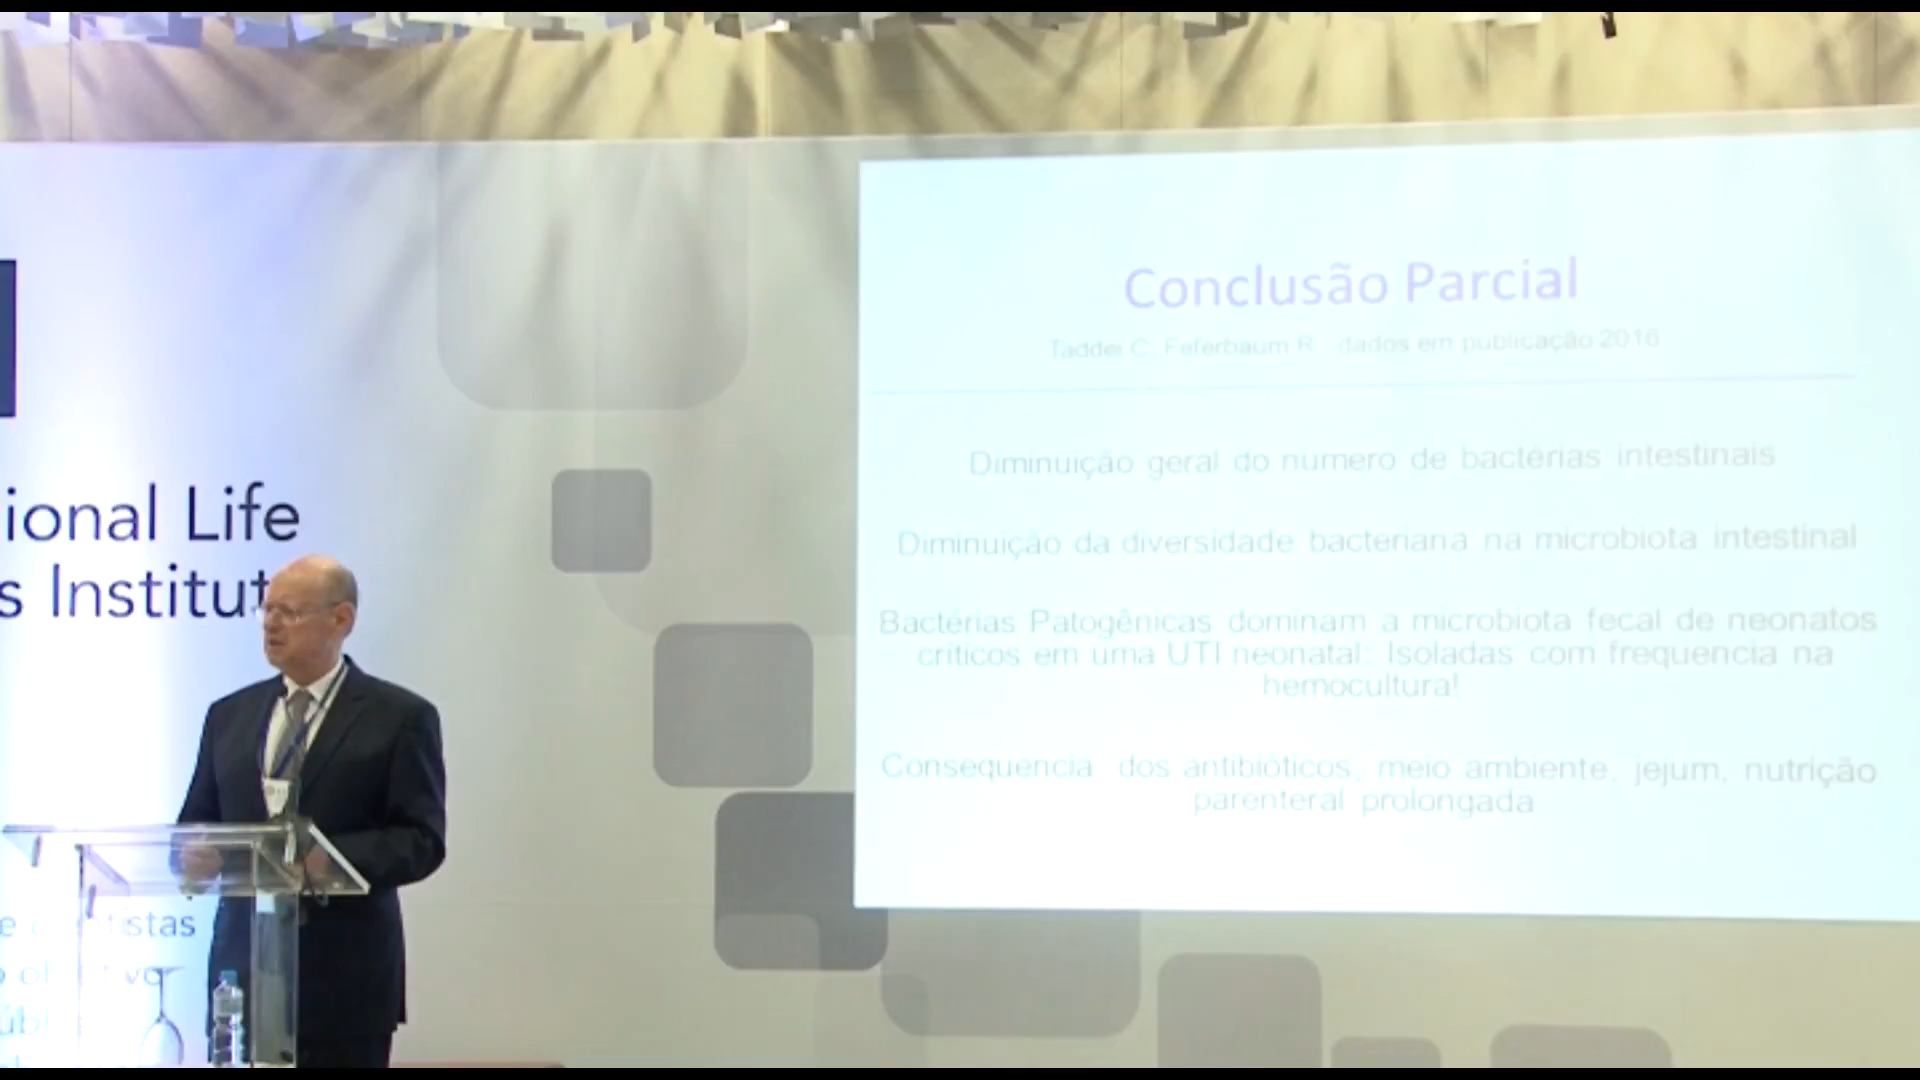 ional Life
s Institut
stas
Conclusão Parcial
Taddei C, Feferbaum R dados em publicação 2016
Diminuição geral do numero de bactérias intestinais
Diminuição da diversidade bacteriana na microbiota intestinal
Bactérias Patogênicas dominam a microbiota fecal de neonatos
criticos em uma UTI neonatal: Isoladas com frequencia na
hemocultura!
Consequencia dos antibióticos, meio ambiente, jejum, nutrição
parenteral prolongada